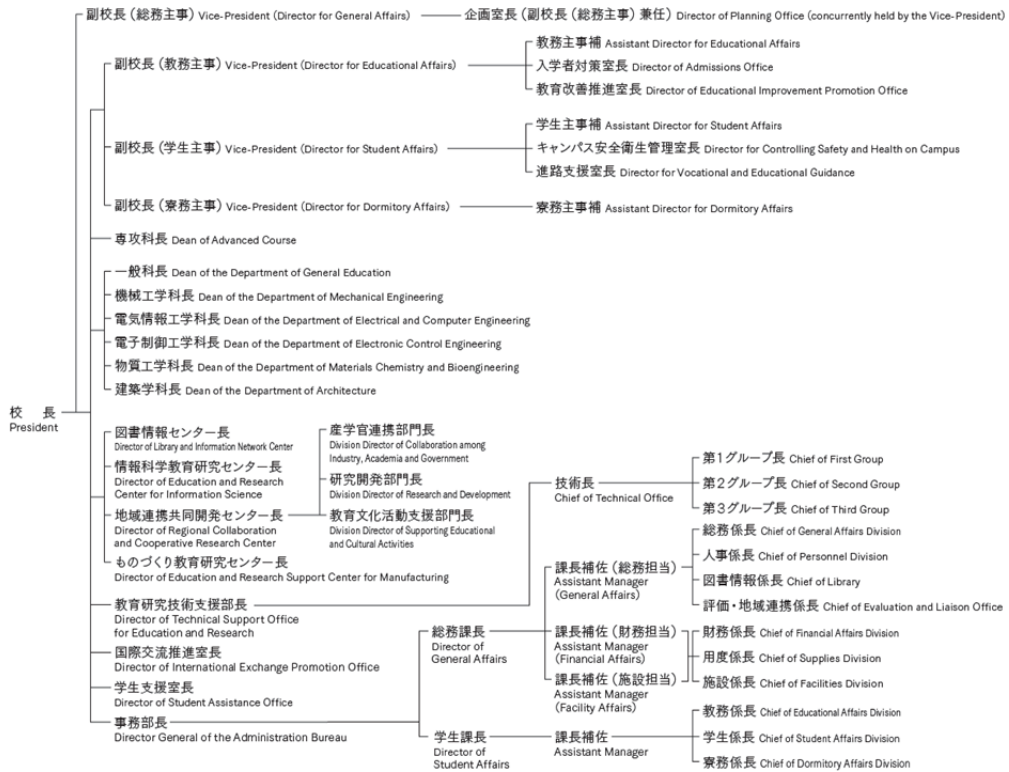 副校長（総務主事） Vice-President (Director for General Affairs)
企画室長（副校長（総務主事）兼任） Director of Planning Office (concurrently held by the Vice-President)
副校長（教務主事） Vice-President (Director for Educational Affairs)
教務主事補 Assistant Director for Educational Affairs
入学者対策室長 Director of Admissions Office
教育改善推進室長 Director of Educational Improvement Promotion Office
副校長（学生主事） Vice-President (Director for Student Affairs)
学生主事補 Assistant Director for Student Affairs
キャンパス安全衛生管理室長 Director for Controlling Safety and Health on Campus
進路支援室長 Director for Vocational and Educational Guidance
副校長（寮務主事） Vice-President (Director for Dormitory Affairs)
寮務主事補 Assistant Director for Dormitory Affairs
専攻科長 Dean of Advanced Course
一般科長 Dean of the Department of General Education
機械工学科長 Dean of the Department of Mechanical Engineering
電気情報工学科長 Dean of the Department of Electrical and Computer Engineering
電子制御工学科長 Dean of the Department of Electronic Control Engineering
物質工学科長 Dean of the Department of Materials Chemistry and Bioengineering
建築学科長 Dean of the Department of Architecture
校　長
President
図書情報センター長
Director of Library and Information Network Center
情報科学教育研究センター長
Director of Education and Research
Center for Information Science
地域連携共同開発センター長
Director of Regional Collaboration
and Cooperative Research Center
産学官連携部門長
Division Director of Collaboration among
Industry, Academia and Government
研究開発部門長
Division Director of Research and Development
教育文化活動支援部門長
Division Director of Supporting Educational
and Cultural Activities
ものづくり教育研究センター長
Director of Education and Research Support Center for Manufacturing
教育研究技術支援部長
Director of Technical Support Office
for Education and Research
技術長
Chief of Technical Office
第1グループ長 Chief of First Group
第2グループ長 Chief of Second Group
第3グループ長 Chief of Third Group
国際交流推進室長
Director of International Exchange Promotion Office
学生支援室長
Director of Student Assistance Office
事務部長
Director General of the Administration Bureau
総務課長
Director of
General Affairs
課長補佐（総務担当）
Assistant Manager
(General Affairs)
総務係長 Chief of General Affairs Division
人事係長 Chief of Personnel Division
図書情報係長 Chief of Library
評価・地域連携係長 Chief of Evaluation and Liaison Office
課長補佐（財務担当）
Assistant Manager
(Financial Affairs)
課長補佐（施設担当）
Assistant Manager
(Facility Affairs)
財務係長 Chief of Financial Affairs Division
用度係長 Chief of Supplies Division
施設係長 Chief of Facilities Division
学生課長
Director of
Student Affairs
課長補佐
Assistant Manager
教務係長 Chief of Educational Affairs Division
学生係長 Chief of Student Affairs Division
寮務係長 Chief of Dormitory Affairs Division